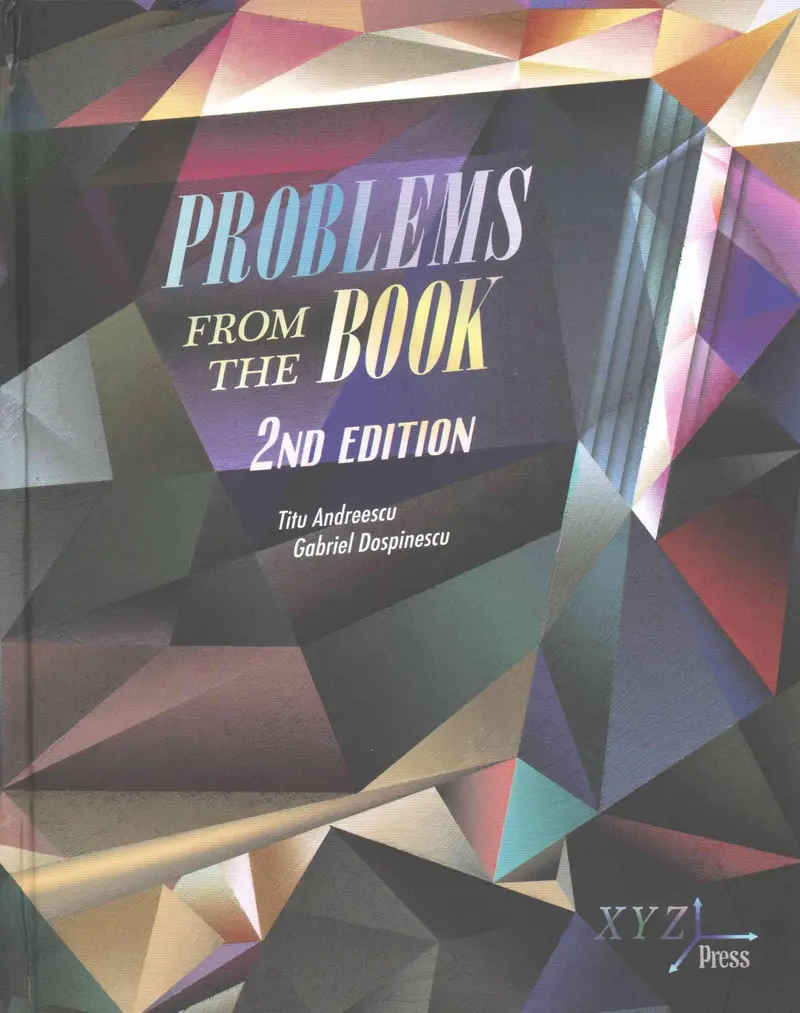 PROBLEMS
FROM THE BOOK
2ND EDITION
Titu Andreescu
Gabriel Dospinescu
XYZ
Press